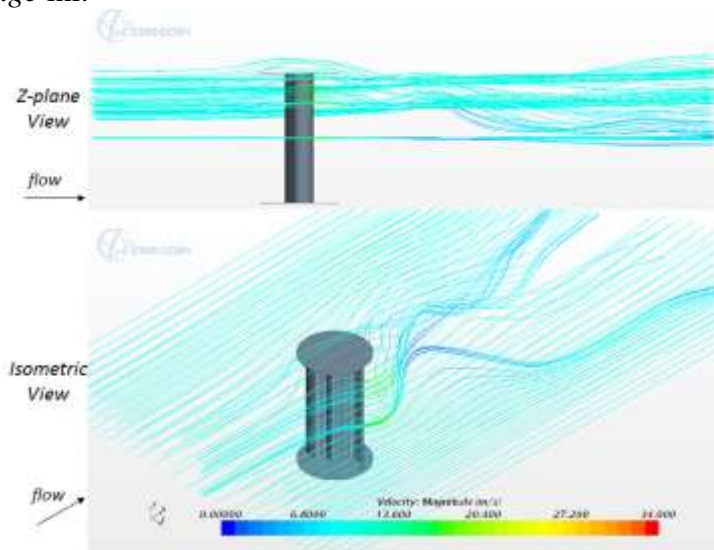 Z-plane
View
flow
Isometric
View
flow
Velocity: Magnitude (m/s)
0.00000 6.8000 13.600 20.400 27.200 34.000